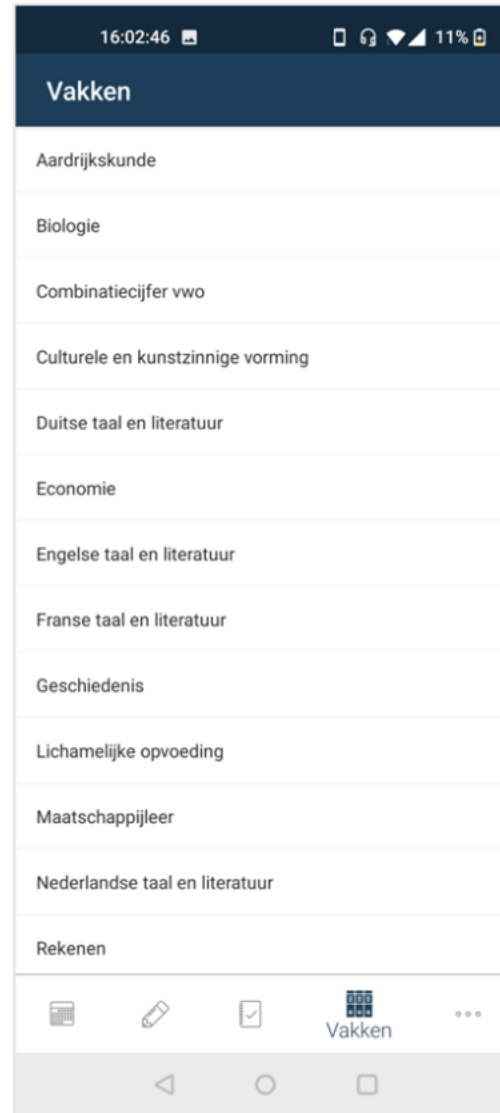 16:02:46 11%
Vakken
Aardrijkskunde
Biologie
Combinatiecijfer vwo
Culturele en kunstzinnige vorming
Duitse taal en literatuur
Economie
Engelse taal en literatuur
Franse taal en literatuur
Geschiedenis
Lichamelijke opvoeding
Maatschappijleer
Nederlandse taal en literatuur
Rekenen
Vakken